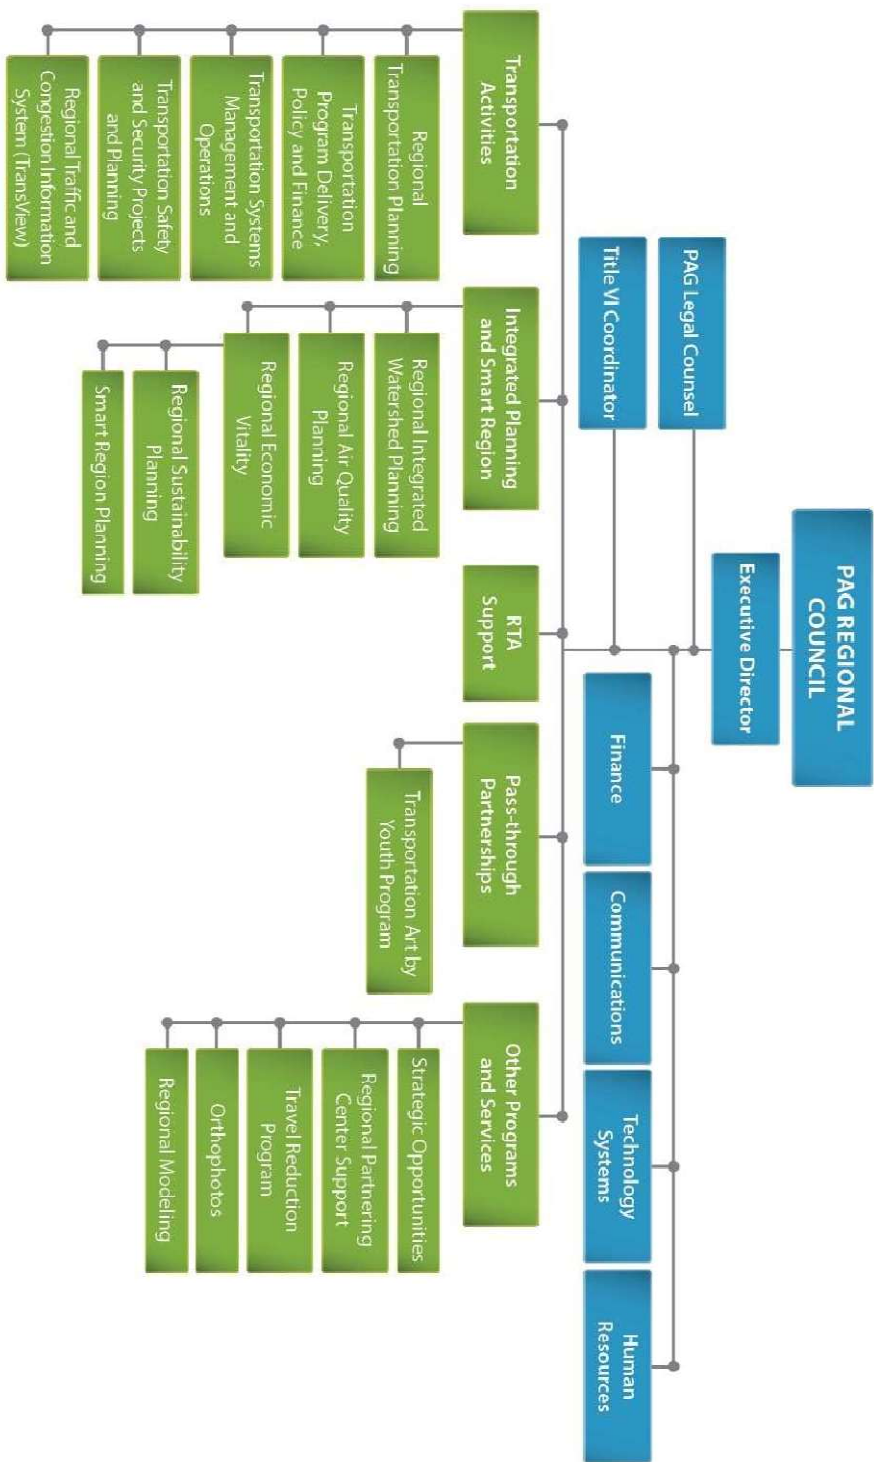 PAG REGIONAL
COUNCIL
Executive Director
PAG Legal Counsel
Title VI Coordinator
Finance
Communications
Technology
Systems
Human
Resources
Transportation
Activities
Regional
Transportation Planning
Transportation
Program Delivery,
Policy and Finance
Transportation Systems
Management and
Operations
Transportation Safety
and Security Projects
and Planning
Regional Traffic and
Congestion Information
System (TransView)
Integrated Planning
and Smart Region
Regional Integrated
Watershed Planning
Regional Air Quality
Planning
Regional Economic
Vitality
Regional Sustainability
Planning
Smart Region Planning
RTA
Support
Pass-through
Partnerships
Transportation Art by
Youth Program
Other Programs
and Services
Strategic Opportunities
Regional Partnering
Center Support
Travel Reduction
Program
Orthophotos
Regional Modeling